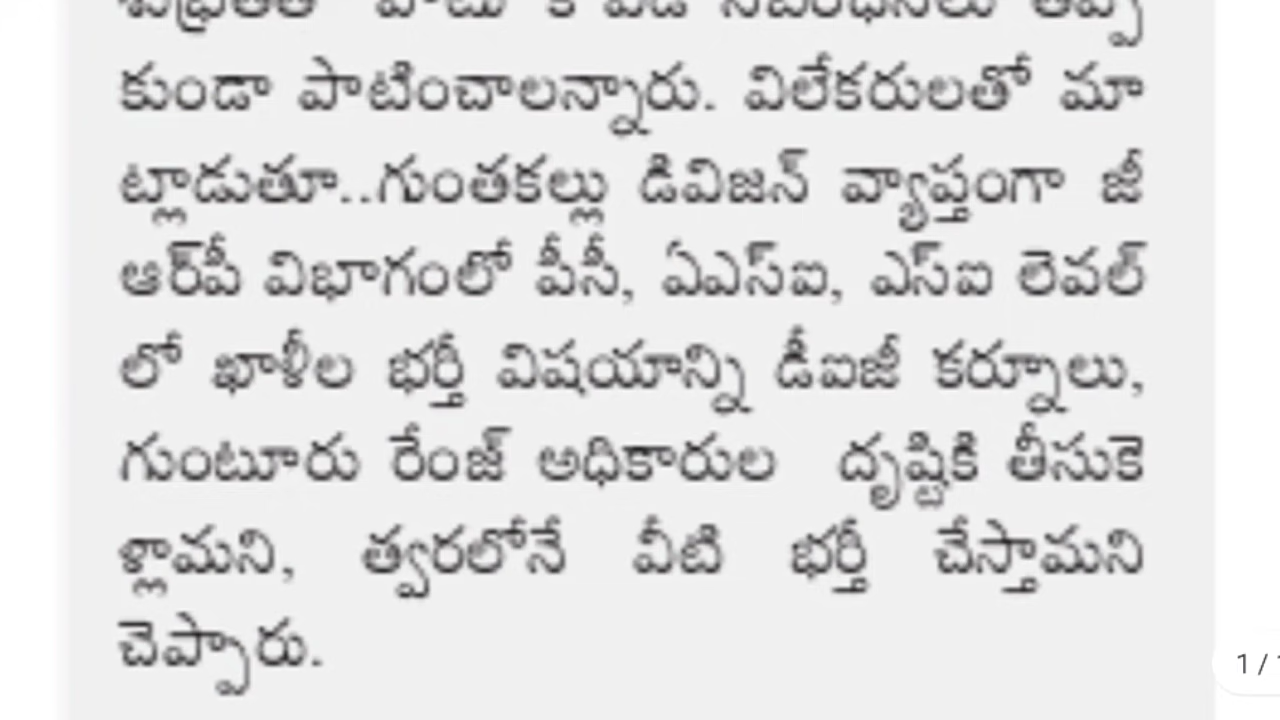 కుండా పాటించాలన్నారు. విలేకరులతో మా
ట్లాడుతూ..గుంతకల్లు డివిజన్ వ్యాప్తంగా జీ
ఆర్‌పీ విభాగంలో పీసీ, ఏఎస్ఐ, ఎస్ఐ లెవల్
లో ఖాళీల భర్తీ విషయాన్ని డీఐజీ కర్నూలు,
గుంటూరు రేంజ్ అధికారుల దృష్టికి తీసుకె
ళ్లామని, త్వరలోనే వీటి భర్తీ చేస్తామని
చెప్పారు.
1 /